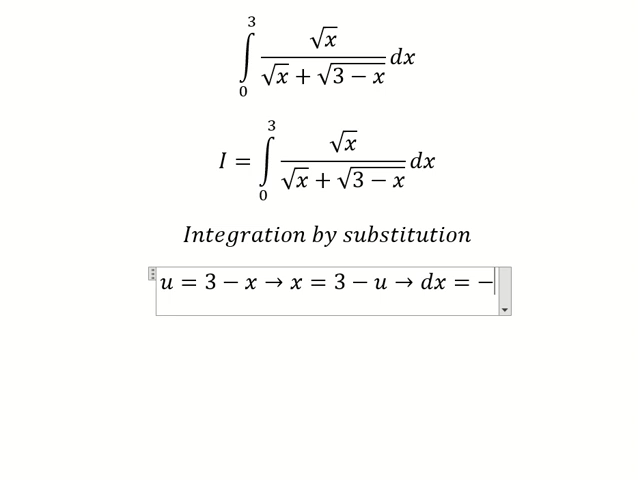 ∫₀³ √x / (√x + √(3 − x)) dx
I = ∫₀³ √x / (√x + √(3 − x)) dx
Integration by substitution
u = 3 − x → x = 3 − u → dx = −